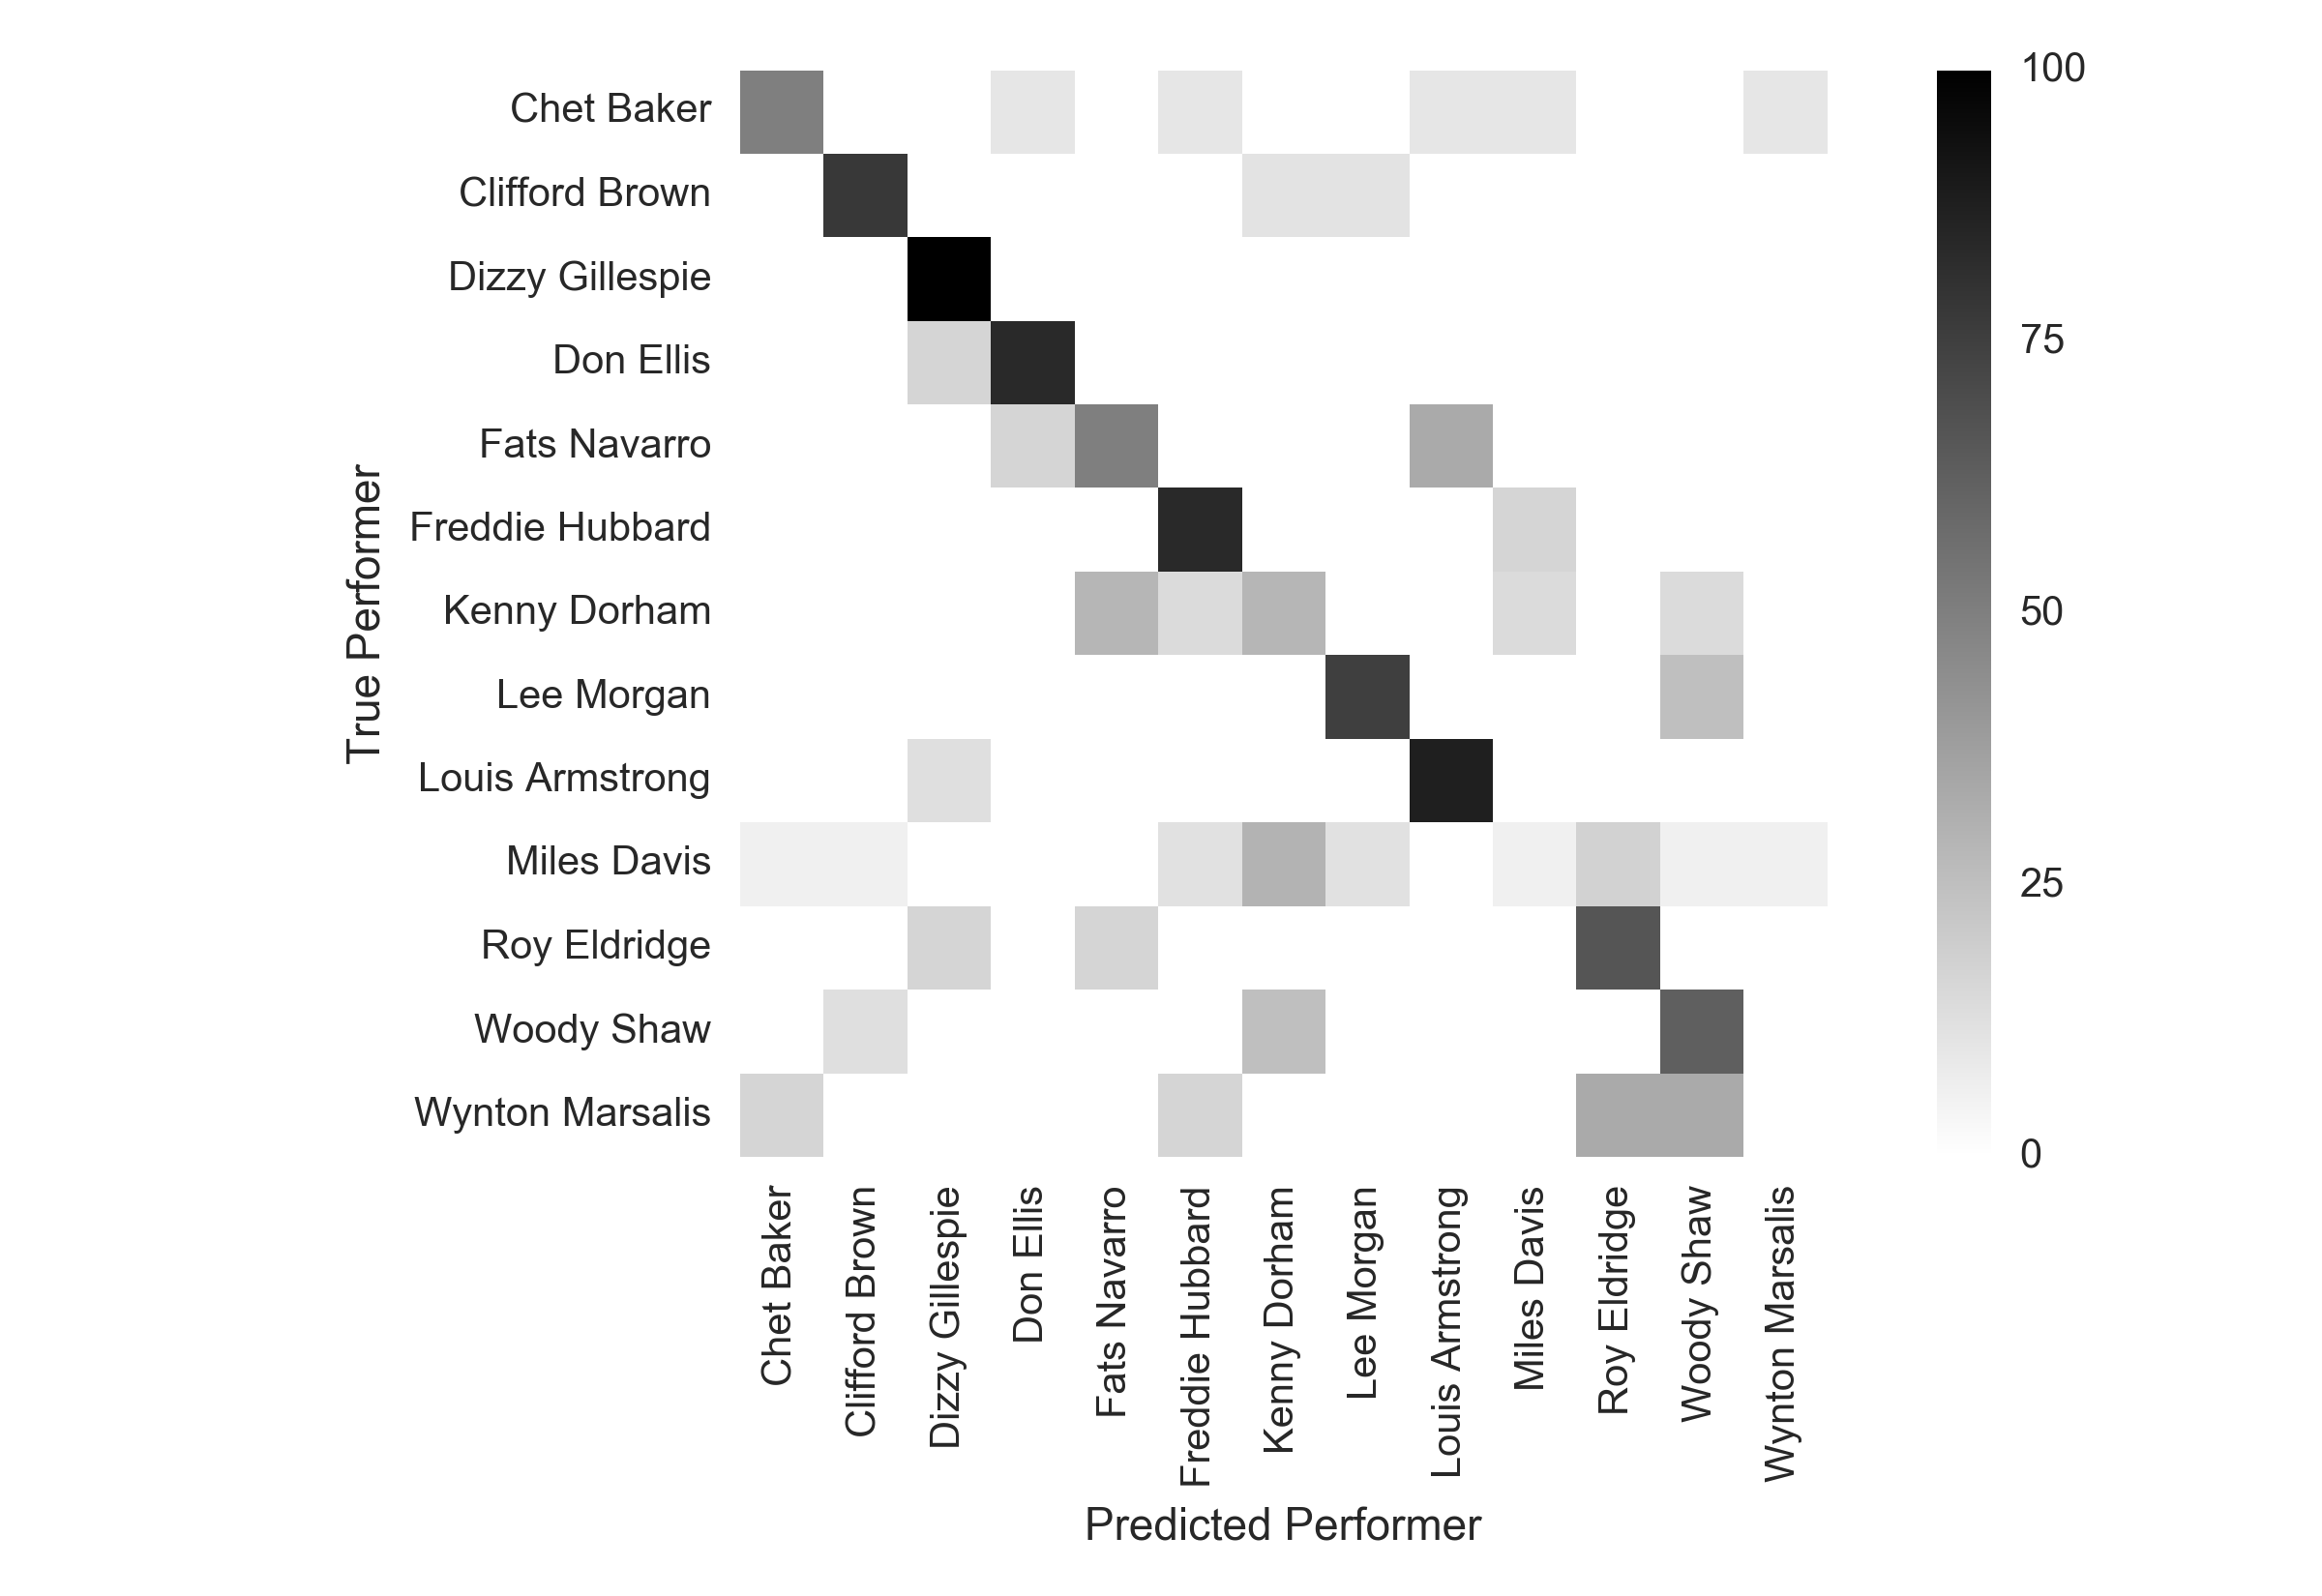 True Performer
Chet Baker
Clifford Brown
Dizzy Gillespie
Don Ellis
Fats Navarro
Freddie Hubbard
Kenny Dorham
Lee Morgan
Louis Armstrong
Miles Davis
Roy Eldridge
Woody Shaw
Wynton Marsalis
Chet Baker
Clifford Brown
Dizzy Gillespie
Don Ellis
Fats Navarro
Freddie Hubbard
Kenny Dorham
Lee Morgan
Louis Armstrong
Miles Davis
Roy Eldridge
Woody Shaw
Wynton Marsalis
Predicted Performer
100
75
50
25
0